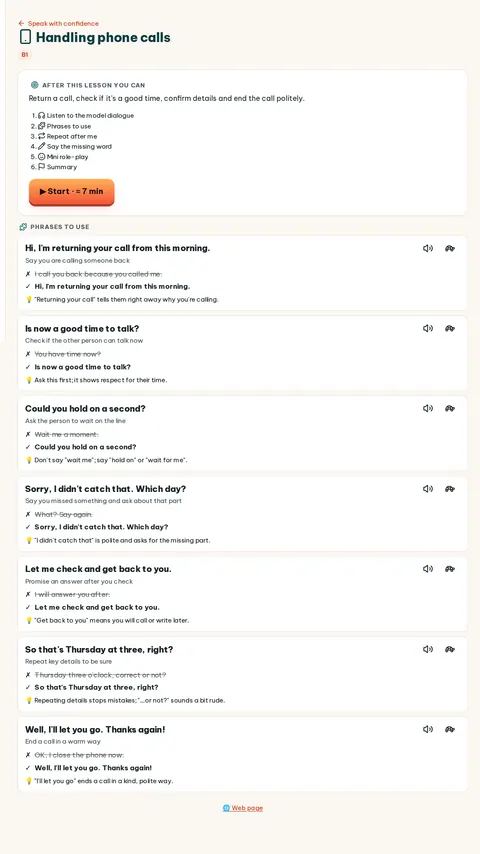 ← Speak with confidence
Handling phone calls
B1
AFTER THIS LESSON YOU CAN
Return a call, check if it's a good time, confirm details and end the call politely.
1. Listen to the model dialogue
2. Phrases to use
3. Repeat after me
4. Say the missing word
5. Mini role-play
6. Summary
▶ Start · ≈ 7 min
PHRASES TO USE
Hi, I'm returning your call from this morning.
Say you are calling someone back
✗ I call you back because you called me.
✓ Hi, I'm returning your call from this morning.
💡 "Returning your call" tells them right away why you're calling.
Is now a good time to talk?
Check if the other person can talk now
✗ You have time now?
✓ Is now a good time to talk?
💡 Ask this first; it shows respect for their time.
Could you hold on a second?
Ask the person to wait on the line
✗ Wait me a moment.
✓ Could you hold on a second?
💡 Don't say "wait me"; say "hold on" or "wait for me".
Sorry, I didn't catch that. Which day?
Say you missed something and ask about that part
✗ What? Say again.
✓ Sorry, I didn't catch that. Which day?
💡 "I didn't catch that" is polite and asks for the missing part.
Let me check and get back to you.
Promise an answer after you check
✗ I will answer you after.
✓ Let me check and get back to you.
💡 "Get back to you" means you will call or write later.
So that's Thursday at three, right?
Repeat key details to be sure
✗ Thursday three o'clock, correct or not?
✓ So that's Thursday at three, right?
💡 Repeating details stops mistakes; "...or not?" sounds a bit rude.
Well, I'll let you go. Thanks again!
End a call in a warm way
✗ OK, I close the phone now.
✓ Well, I'll let you go. Thanks again!
💡 "I'll let you go" ends a call in a kind, polite way.
🌐 Web page